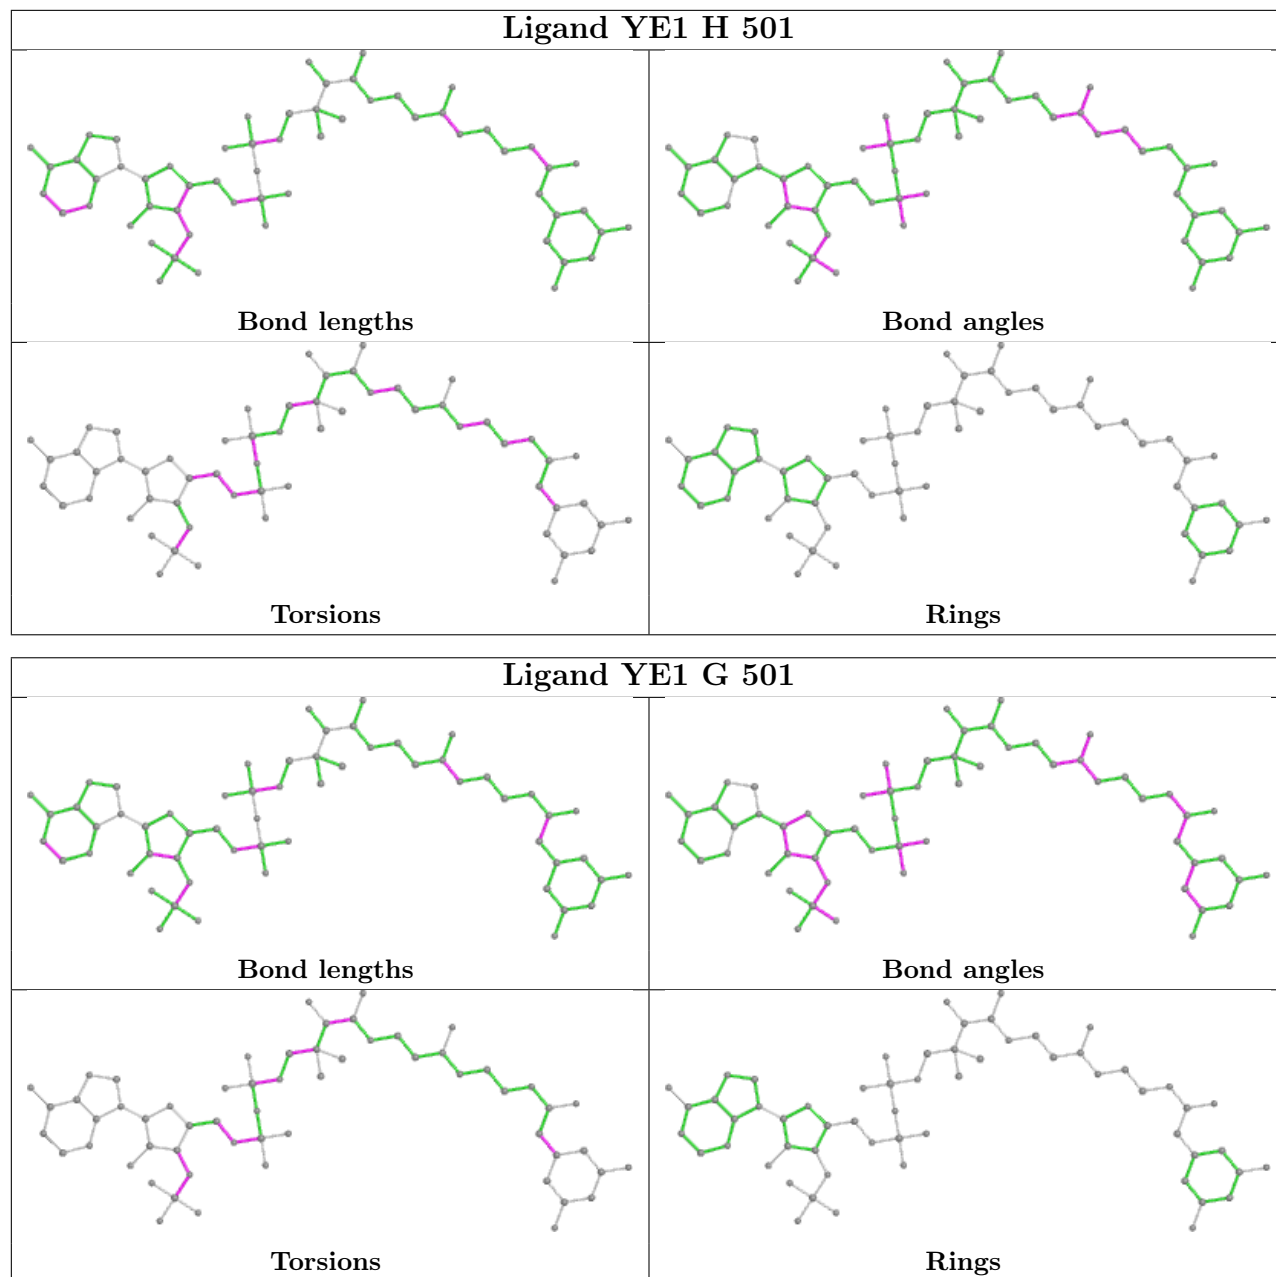 Ligand YE1 H 501
Bond lengths
Bond angles
Torsions
Rings
Ligand YE1 G 501
Bond lengths
Bond angles
Torsions
Rings